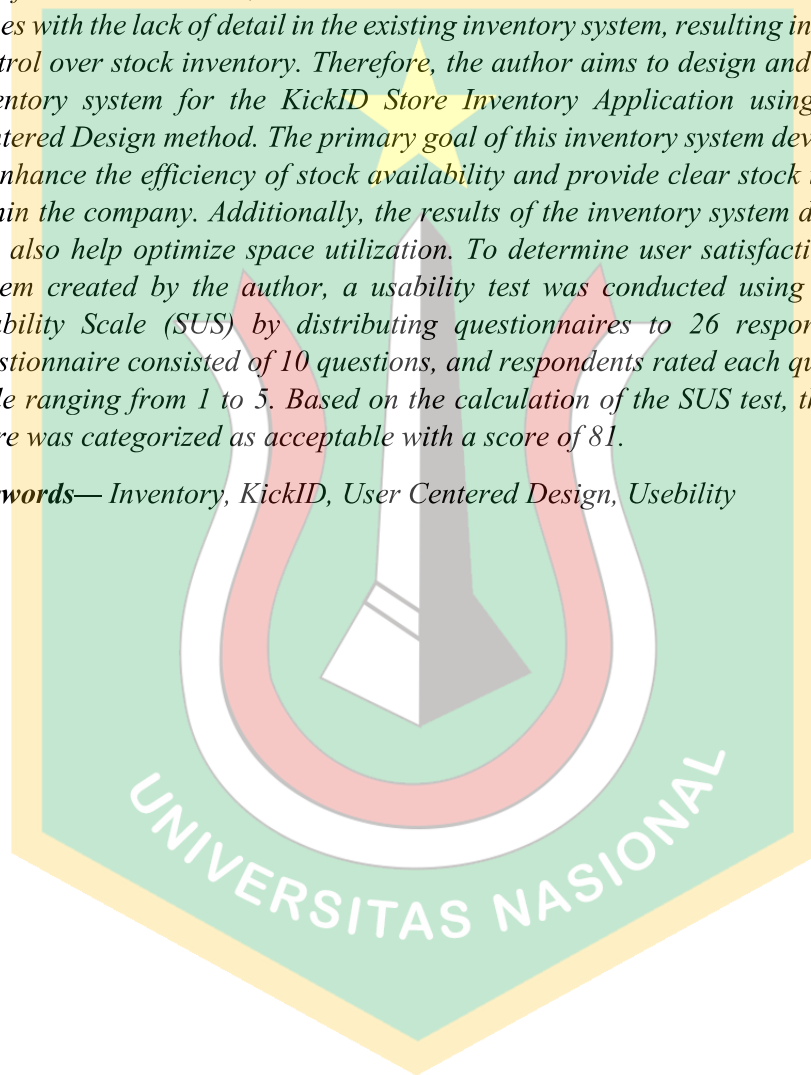 es with the lack of detail in the existing inventory system, resulting in
trol over stock inventory. Therefore, the author aims to design and
entory system for the KickID Store Inventory Application using
ntered Design method. The primary goal of this inventory system dev
nhance the efficiency of stock availability and provide clear stock
hin the company. Additionally, the results of the inventory system d
also help optimize space utilization. To determine user satisfacti
em created by the author, a usability test was conducted using
ability Scale (SUS) by distributing questionnaires to 26 respon
stionnaire consisted of 10 questions, and respondents rated each qu
le ranging from 1 to 5. Based on the calculation of the SUS test, th
re was categorized as acceptable with a score of 81.
words— Inventory, KickID, User Centered Design, Usebility
UNIVERSITAS NASIONAL